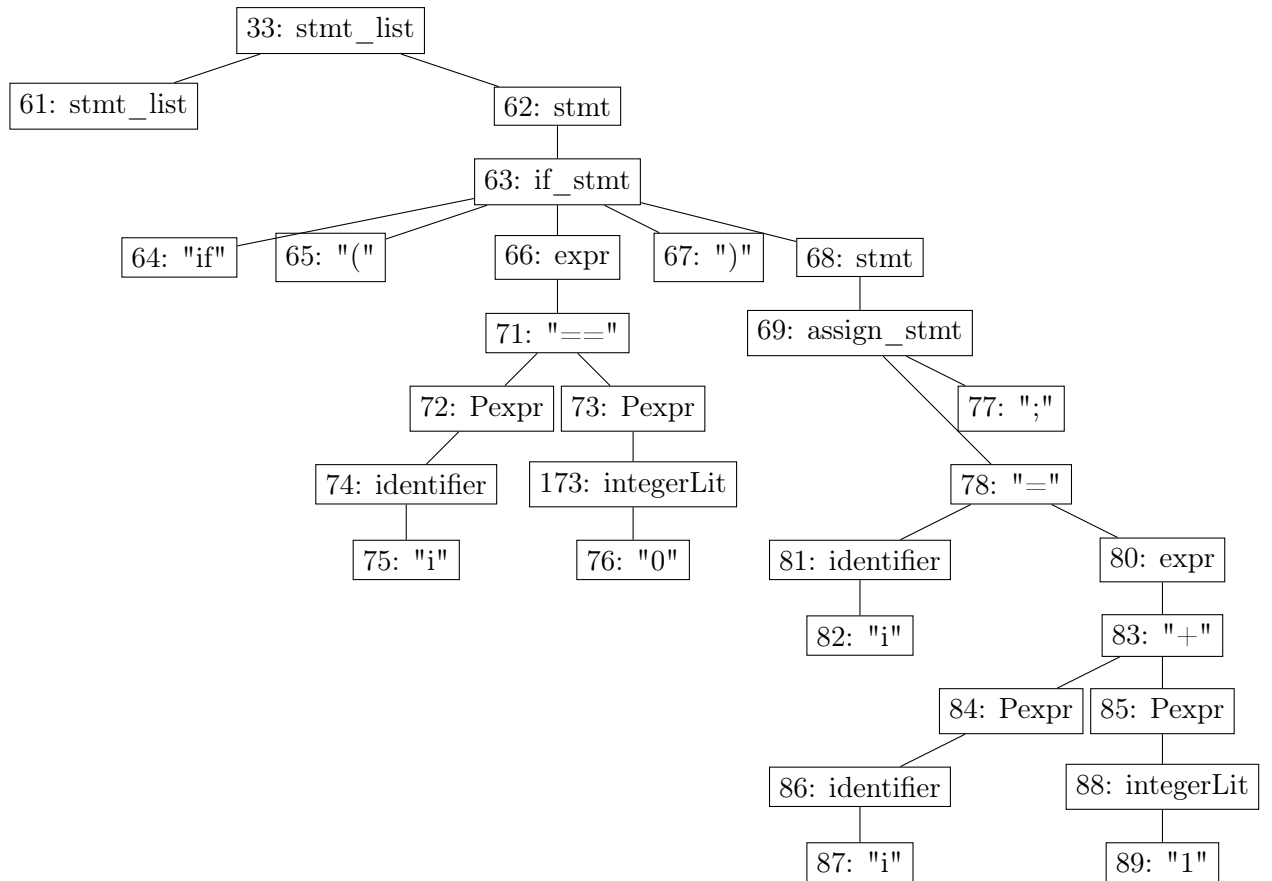 33: stmt_list
61: stmt_list
62: stmt
63: if_stmt
64: "if"
65: "("
66: expr
67: ")"
68: stmt
71: "=="
69: assign_stmt
72: Pexpr
73: Pexpr
77: ";"
74: identifier
173: integerLit
78: "="
75: "i"
76: "0"
81: identifier
80: expr
82: "i"
83: "+"
84: Pexpr
85: Pexpr
86: identifier
88: integerLit
87: "i"
89: "1"